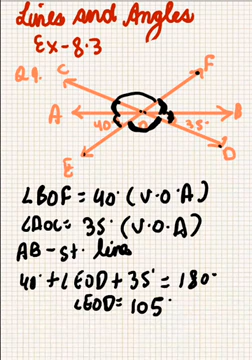 Lines and Angles
Ex-8.3
Q9.
C
F
A
B
40°
O
35°
E
D
∠BOF = 40° (V.O.A)
∠AOC = 35° (V.O.A)
AB - st. line
40° + ∠EOD + 35° = 180°
∠EOD = 105°